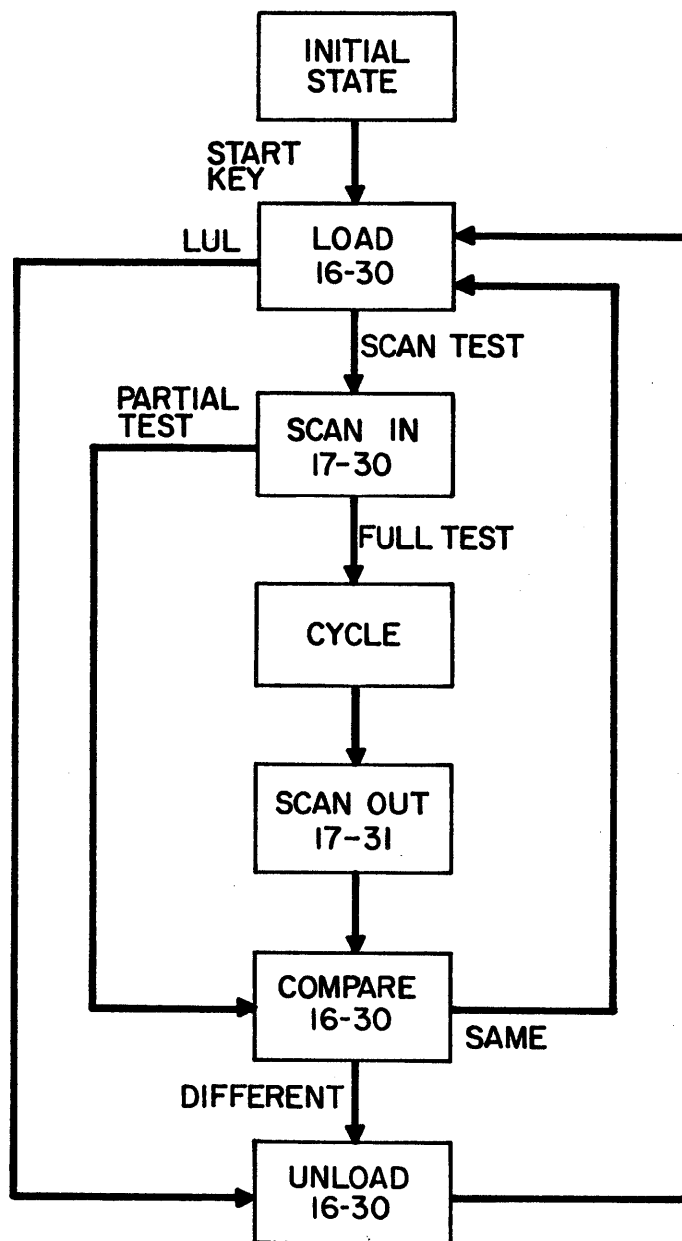 INITIAL
STATE
START
KEY
LUL
LOAD
16-30
SCAN TEST
PARTIAL
TEST
SCAN IN
17-30
FULL TEST
CYCLE
SCAN OUT
17-31
COMPARE
16-30
SAME
DIFFERENT
UNLOAD
16-30